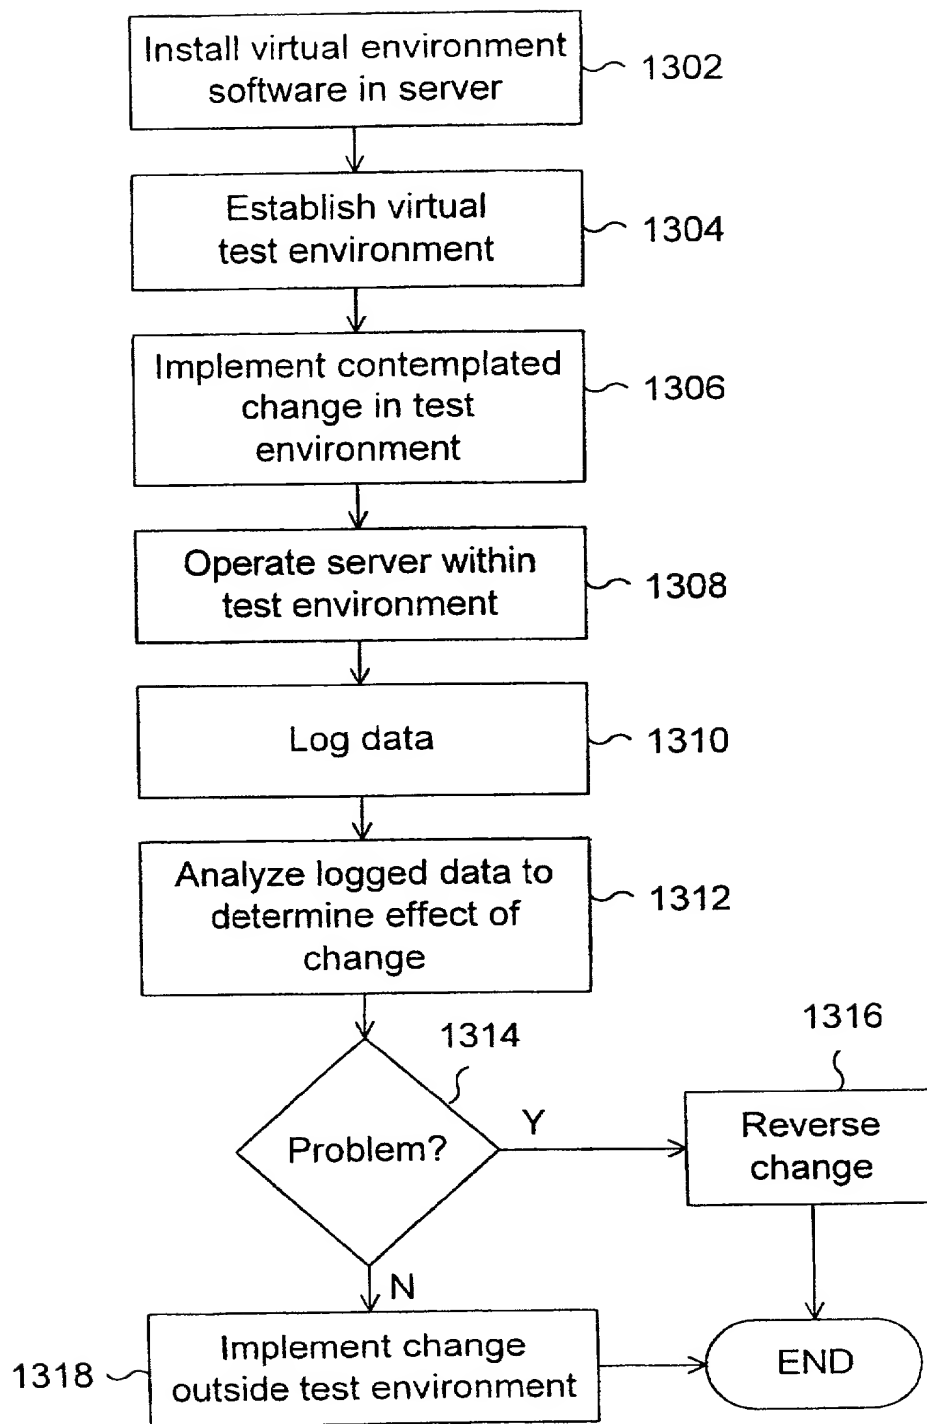 Install virtual environment
software in server
1302
Establish virtual
test environment
1304
Implement contemplated
change in test
environment
1306
Operate server within
test environment
1308
Log data
1310
Analyze logged data to
determine effect of
change
1312
1314
Problem?
Y
1316
Reverse
change
N
Implement change
outside test environment
1318
END